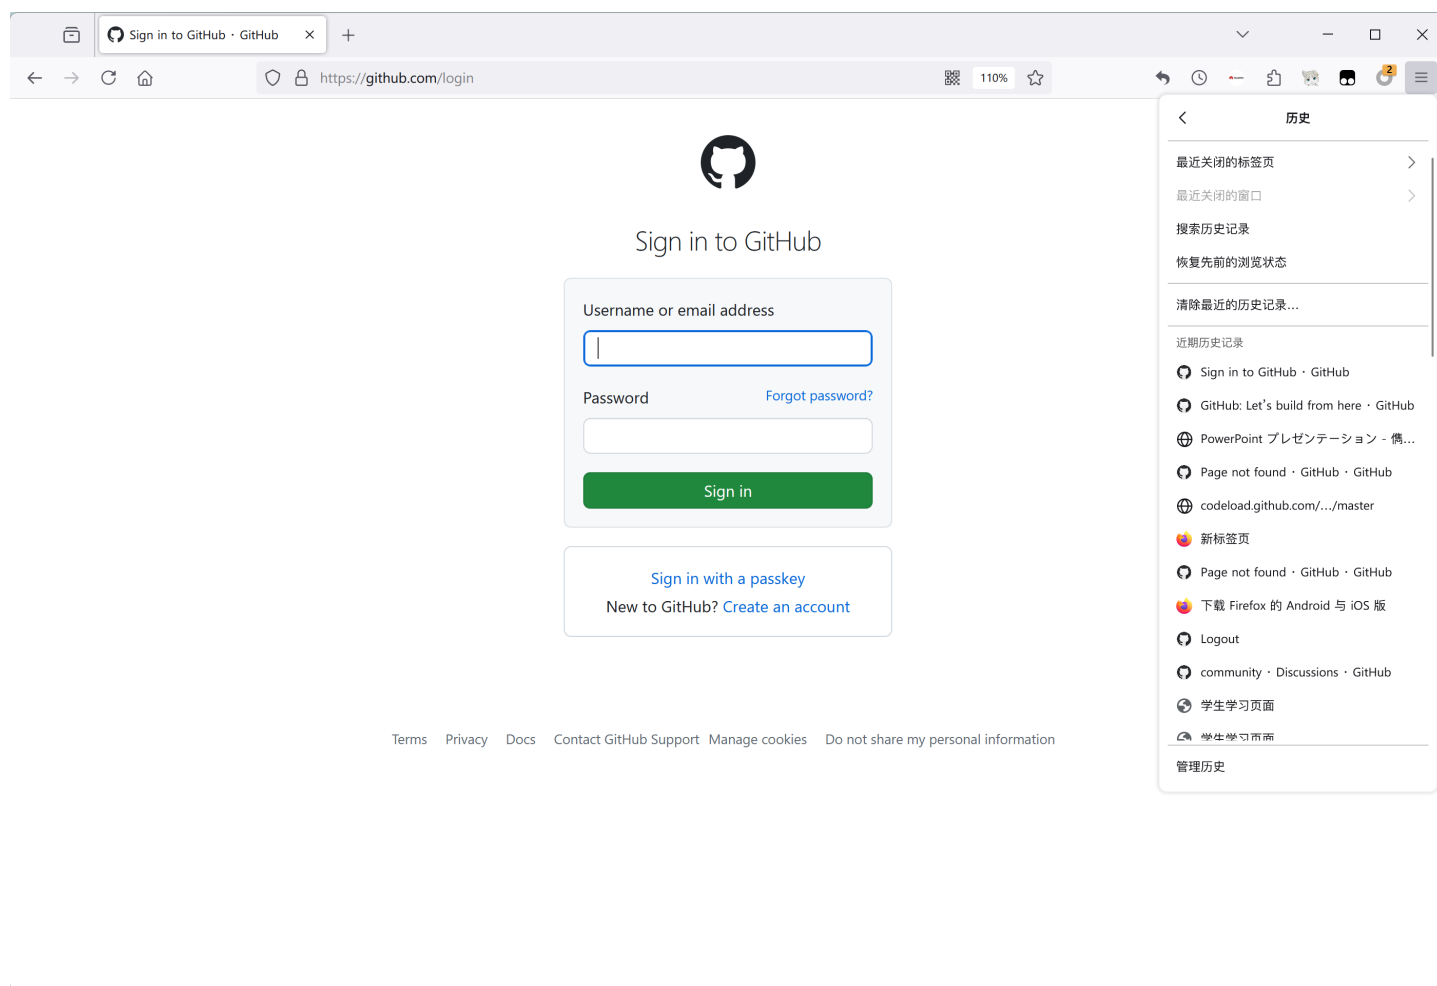 Sign in to GitHub · GitHub
https://github.com/login
110%
2
Sign in to GitHub
Username or email address
Password
Forgot password?
Sign in
Sign in with a passkey
New to GitHub? Create an account
Terms Privacy Docs Contact GitHub Support Manage cookies Do not share my personal information
历史
最近关闭的标签页
最近关闭的窗口
搜索历史记录
恢复先前的浏览状态
清除最近的历史记录…
近期历史记录
Sign in to GitHub · GitHub
GitHub: Let's build from here · GitHub
PowerPoint プレゼンテーション - 儁…
Page not found · GitHub · GitHub
codeload.github.com/…/master
新标签页
Page not found · GitHub · GitHub
下载 Firefox 的 Android 与 iOS 版
Logout
community · Discussions · GitHub
学生学习页面
学生学习页面
管理历史